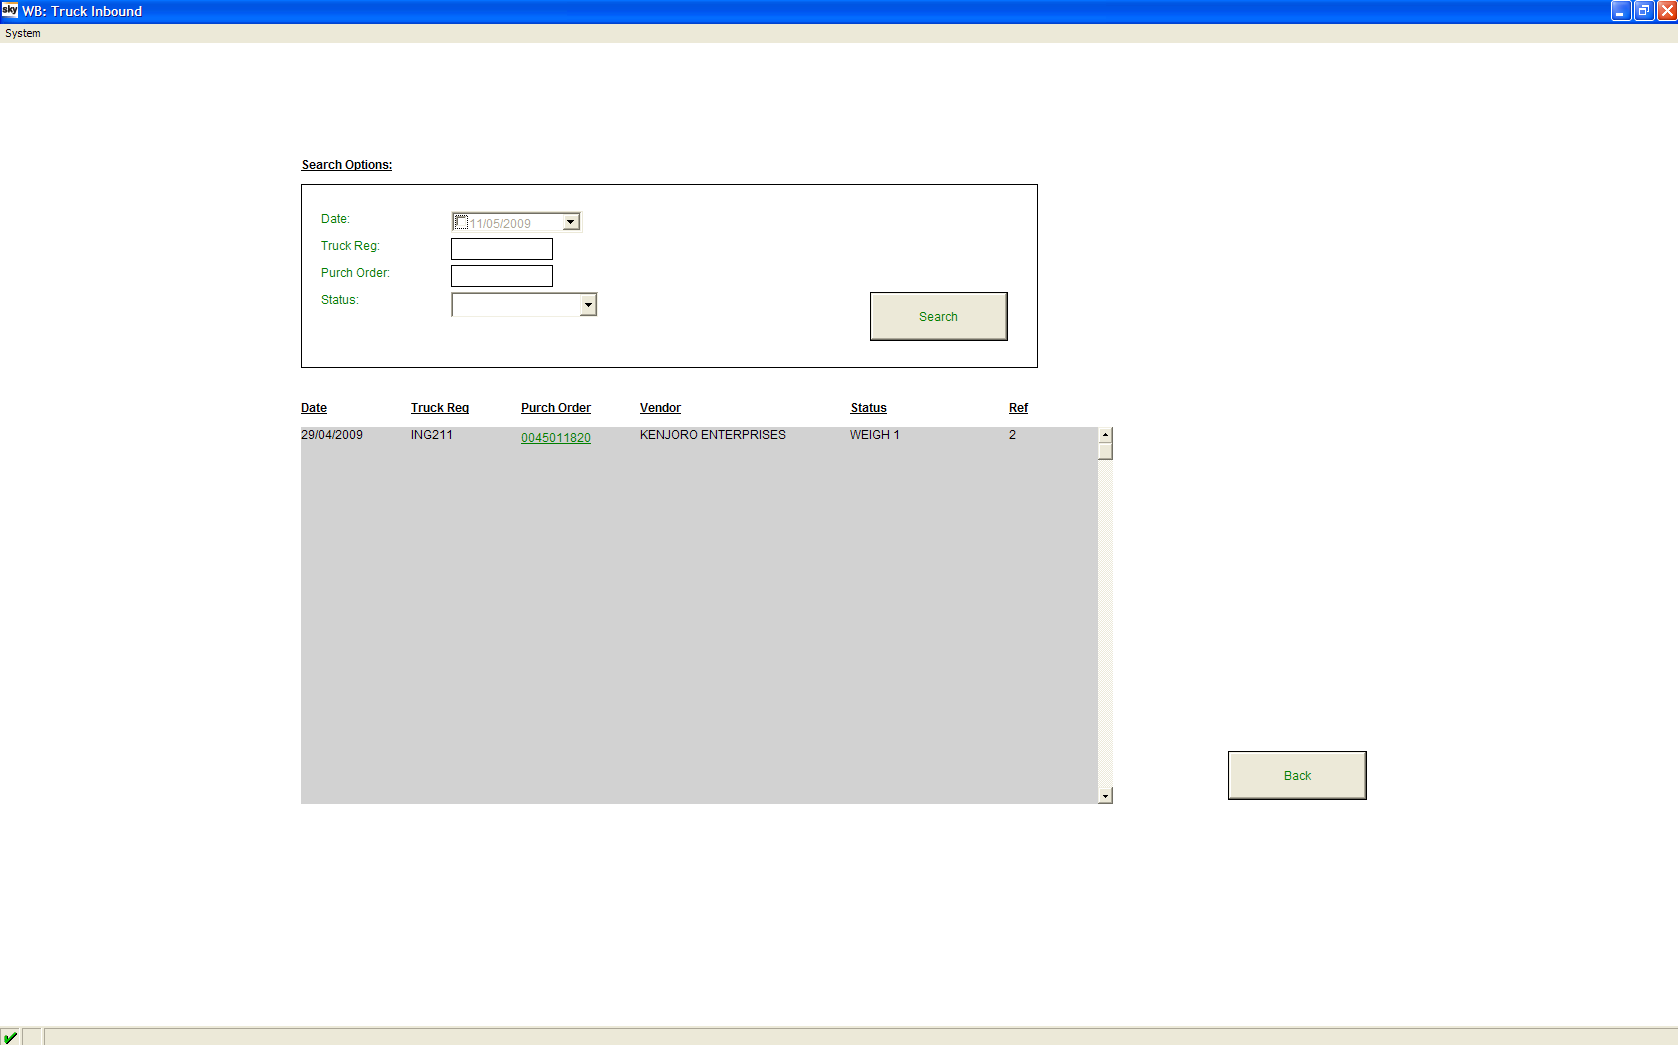 sky WB: Truck Inbound
System
Search Options:
Date: 11/05/2009
Truck Reg:
Purch Order:
Status:
Search
Date Truck Reg Purch Order Vendor Status Ref
29/04/2009 ING211 0045011820 KENJORO ENTERPRISES WEIGH 1 2
Back